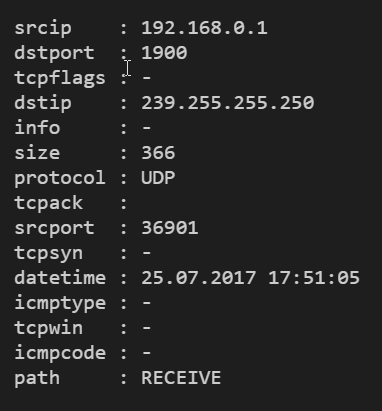 srcip    : 192.168.0.1
dstport  : 1900
tcpflags : -
dstip    : 239.255.255.250
info     : -
size     : 366
protocol : UDP
tcpack   :
srcport  : 36901
tcpsyn   : -
datetime : 25.07.2017 17:51:05
icmptype : -
tcpwin   : -
icmpcode : -
path     : RECEIVE